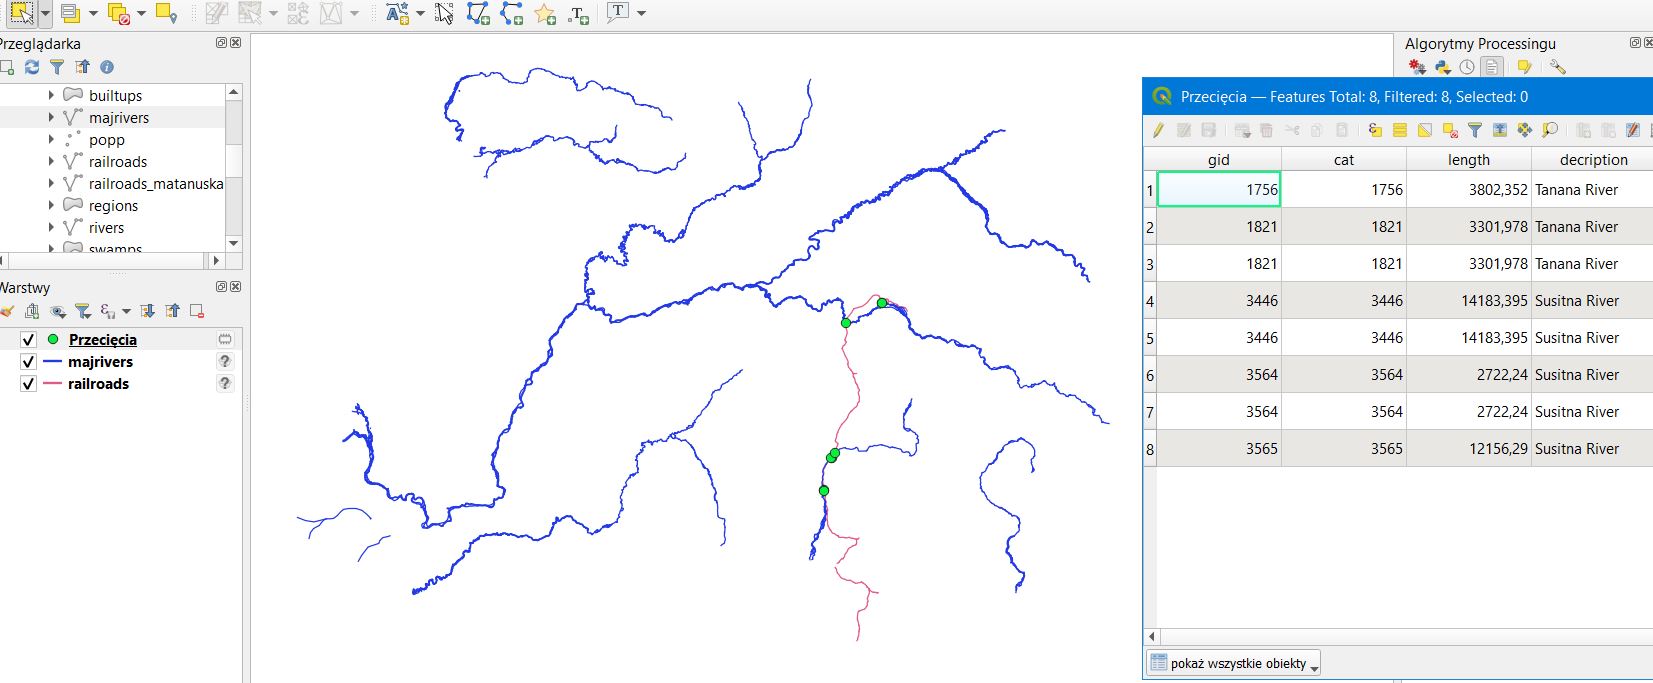 Przeglądarka
builtups
majrivers
popp
railroads
railroads_matanuska
regions
rivers
swamps
Warstwy
Przecięcia
majrivers
railroads
Algorytmy Processingu
Przecięcia — Features Total: 8, Filtered: 8, Selected: 0
gid cat length decription
1 1756 1756 3802,352 Tanana River
2 1821 1821 3301,978 Tanana River
3 1821 1821 3301,978 Tanana River
4 3446 3446 14183,395 Susitna River
5 3446 3446 14183,395 Susitna River
6 3564 3564 2722,24 Susitna River
7 3564 3564 2722,24 Susitna River
8 3565 3565 12156,29 Susitna River
pokaż wszystkie obiekty